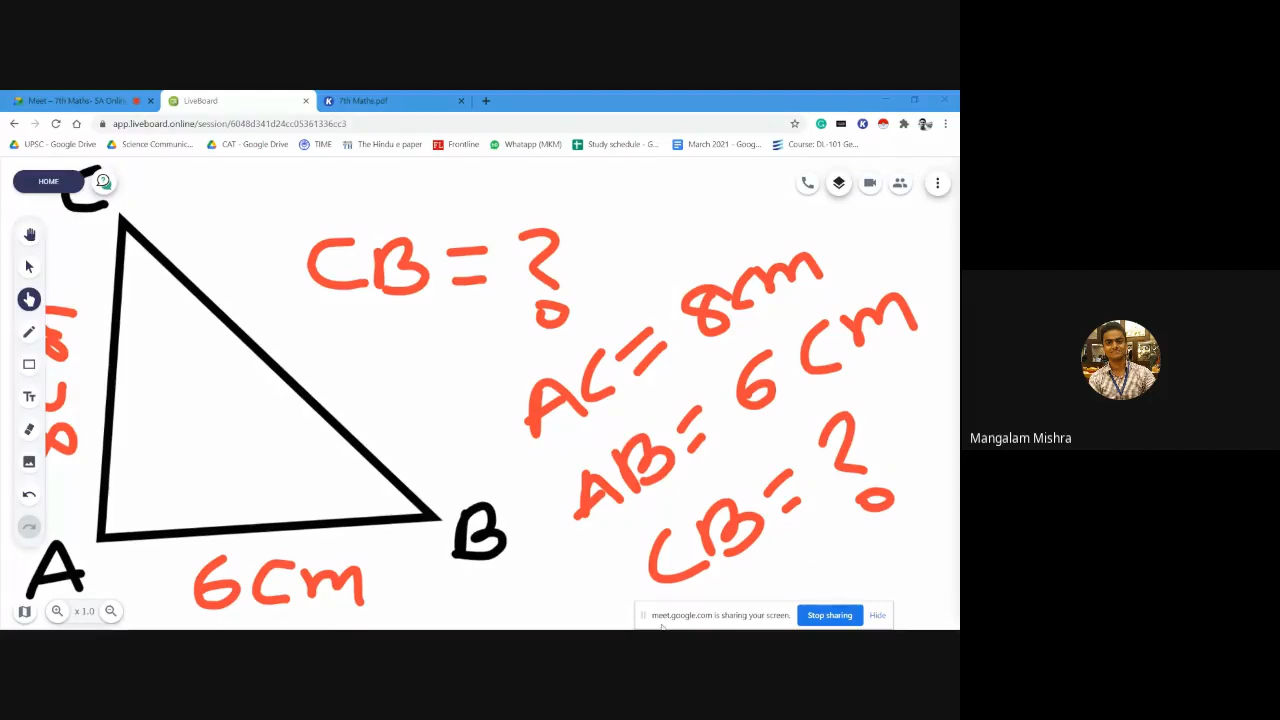 Meet – 7th Maths- SA Onlin
LiveBoard
7th Maths.pdf
app.liveboard.online/session/6048d341d24cc05361336cc3
UPSC - Google Drive
Science Communic...
CAT - Google Drive
TIME
The Hindu e paper
FL Frontline
Whatapp (MKM)
Study schedule - G...
March 2021 - Goog...
Course: DL-101 Ge...
HOME
C
CB = ?
AC = 8cm
AB = 6 cm
CB = ?
8cm
A
B
6cm
Tт
x 1.0
meet.google.com is sharing your screen.
Stop sharing
Hide
Mangalam Mishra